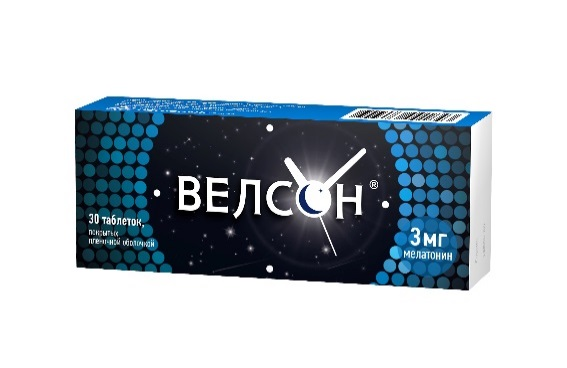 ВЕЛСОН®
30 таблеток,
покрытых
пленочной оболочкой
3 мг
мелатонин